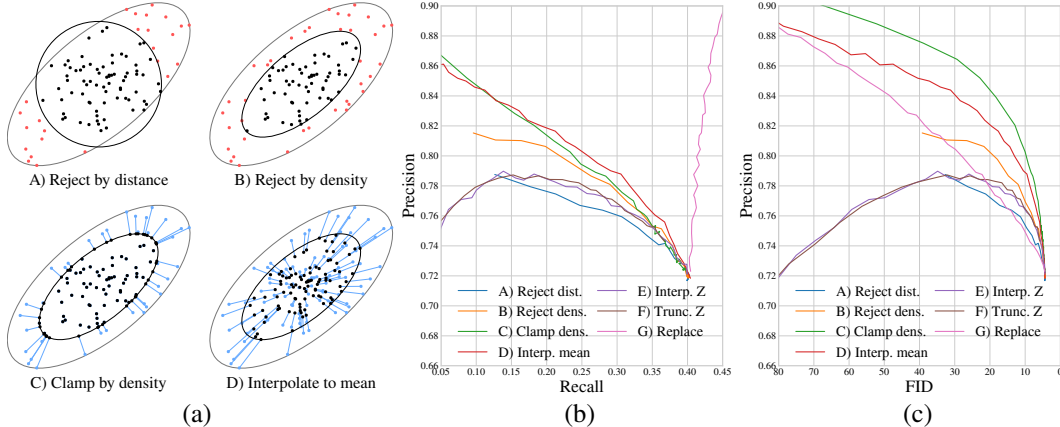 A) Reject by distance
B) Reject by density
C) Clamp by density
D) Interpolate to mean
(a)
Precision
0.90
0.88
0.86
0.84
0.82
0.80
0.78
0.76
0.74
0.72
0.70
0.68
0.66
A) Reject dist.
B) Reject dens.
C) Clamp dens.
D) Interp. mean
E) Interp. Z
F) Trunc. Z
G) Replace
0.05 0.10 0.15 0.20 0.25 0.30 0.35 0.40 0.45
Recall
(b)
Precision
0.90
0.88
0.86
0.84
0.82
0.80
0.78
0.76
0.74
0.72
0.70
0.68
0.66
A) Reject dist.
B) Reject dens.
C) Clamp dens.
D) Interp. mean
E) Interp. Z
F) Trunc. Z
G) Replace
80 70 60 50 40 30 20 10 0
FID
(c)